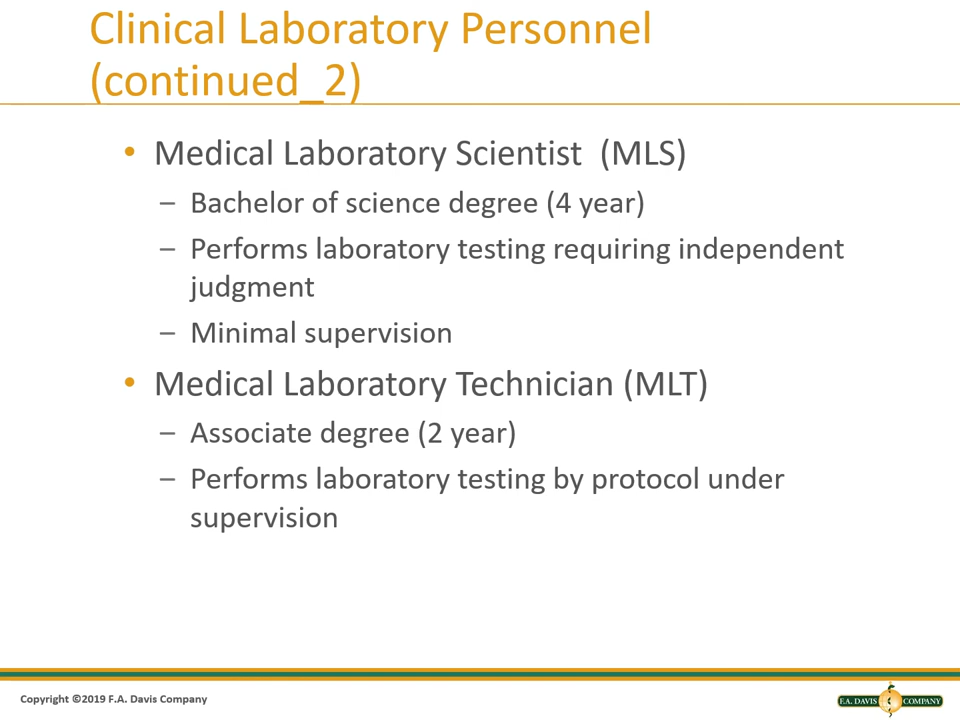 Clinical Laboratory Personnel
(continued_2)
• Medical Laboratory Scientist  (MLS)
– Bachelor of science degree (4 year)
– Performs laboratory testing requiring independent
judgment
– Minimal supervision
• Medical Laboratory Technician (MLT)
– Associate degree (2 year)
– Performs laboratory testing by protocol under
supervision
Copyright ©2019 F.A. Davis Company
F.A. DAVIS COMPANY